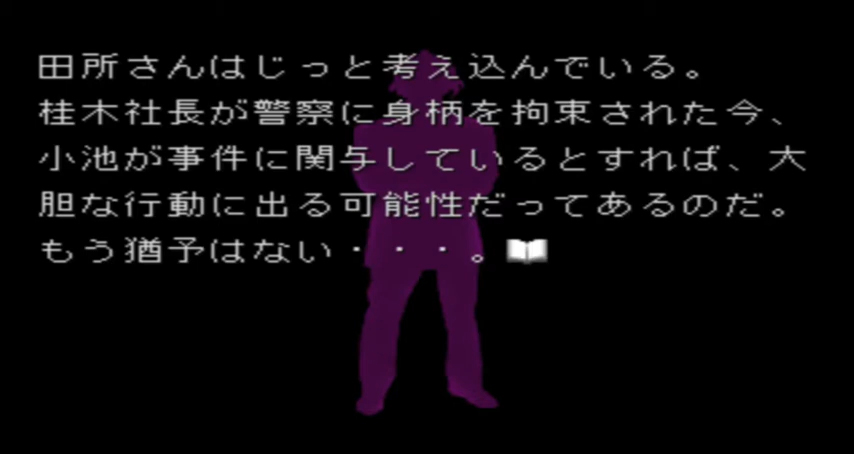 田所さんはじっと考え込んでいる。
桂木社長が警察に身柄を拘束された今、
小池が事件に関与しているとすれば、大
胆な行動に出る可能性だってあるのだ。
もう猶予はない・・・。